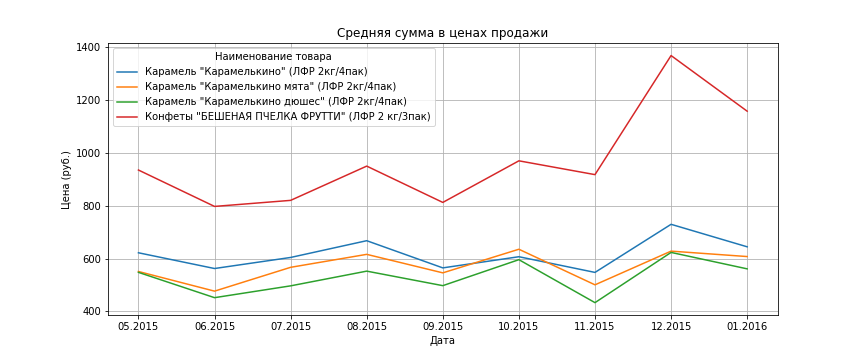 Средняя сумма в ценах продажи
1400
1200
1000
800
600
400
Цена (руб.)
Наименование товара
Карамель "Карамелькино" (ЛФР 2кг/4пак)
Карамель "Карамелькино мята" (ЛФР 2кг/4пак)
Карамель "Карамелькино дюшес" (ЛФР 2кг/4пак)
Конфеты "БЕШЕНАЯ ПЧЕЛКА ФРУТТИ" (ЛФР 2 кг/3пак)
05.2015 06.2015 07.2015 08.2015 09.2015 10.2015 11.2015 12.2015 01.2016
Дата